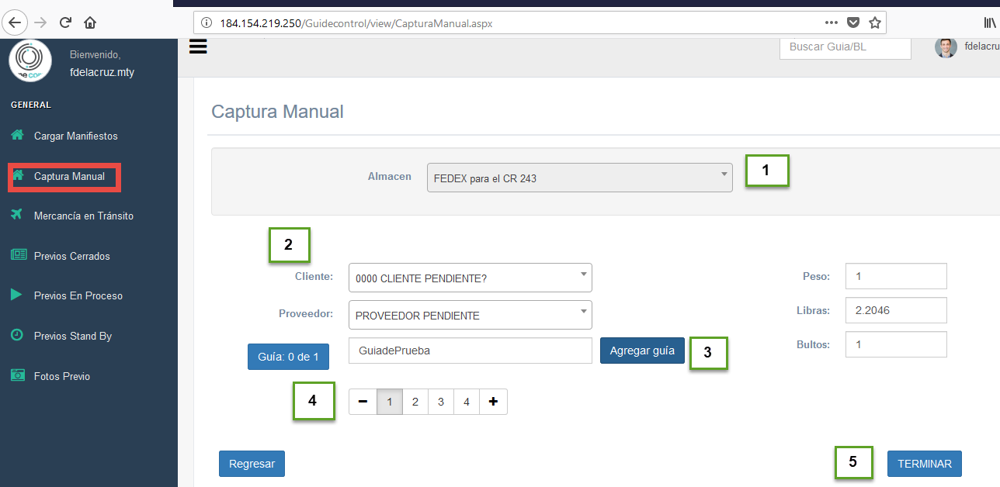 184.154.219.250/Guidecontrol/view/CapturaManual.aspx
Bienvenido,
fdelacruz.mty
Buscar Guia/BL
fdelacru
GENERAL
Cargar Manifiestos
Captura Manual
Mercancía en Tránsito
Previos Cerrados
Previos En Proceso
Previos Stand By
Fotos Previo
Captura Manual
Almacen
FEDEX para el CR 243
1
2
Cliente:
0000 CLIENTE PENDIENTE?
Peso:
1
Proveedor:
PROVEEDOR PENDIENTE
Libras:
2.2046
Guía: 0 de 1
GuiadePrueba
Agregar guía
3
Bultos:
1
4
1 2 3 4
Regresar
5
TERMINAR